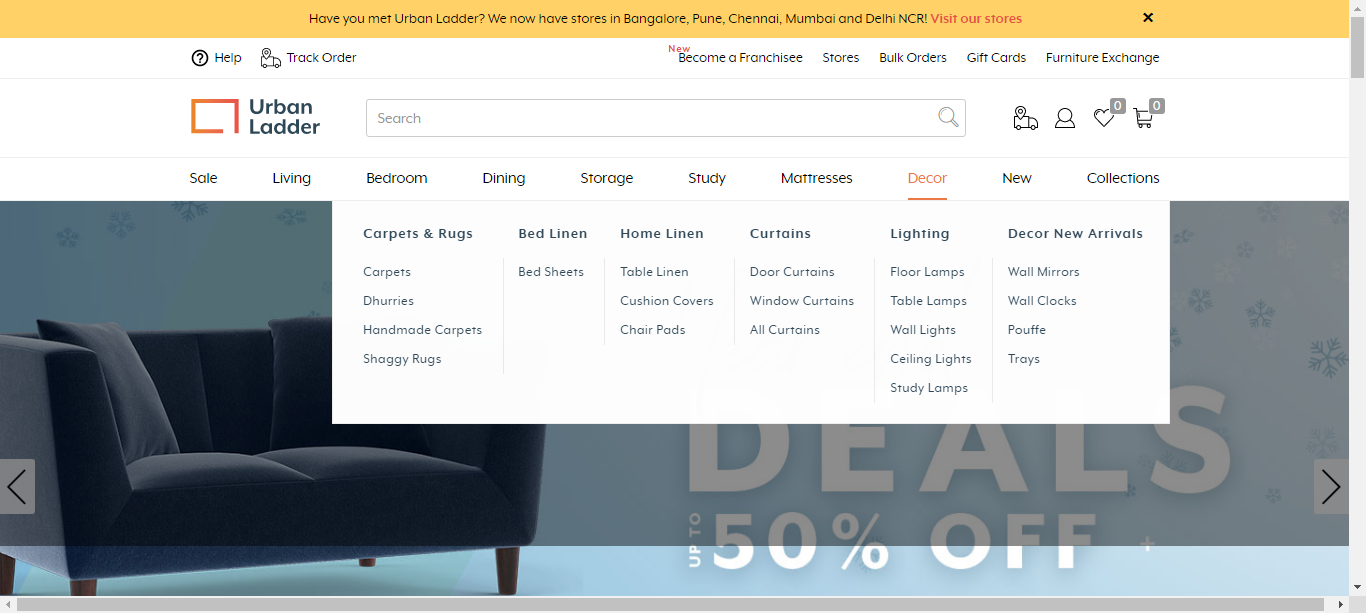 Have you met Urban Ladder? We now have stores in Bangalore, Pune, Chennai, Mumbai and Delhi NCR! Visit our stores
Help Track Order New Become a Franchisee Stores Bulk Orders Gift Cards Furniture Exchange
Urban
Ladder
Search
0 0
Sale Living Bedroom Dining Storage Study Mattresses Decor New Collections
Carpets & Rugs Bed Linen Home Linen Curtains Lighting Decor New Arrivals
Carpets Bed Sheets Table Linen Door Curtains Floor Lamps Wall Mirrors
Dhurries Cushion Covers Window Curtains Table Lamps Wall Clocks
Handmade Carpets Chair Pads All Curtains Wall Lights Pouffe
Shaggy Rugs Ceiling Lights Trays
Study Lamps
DEALS
UP TO 50% OFF